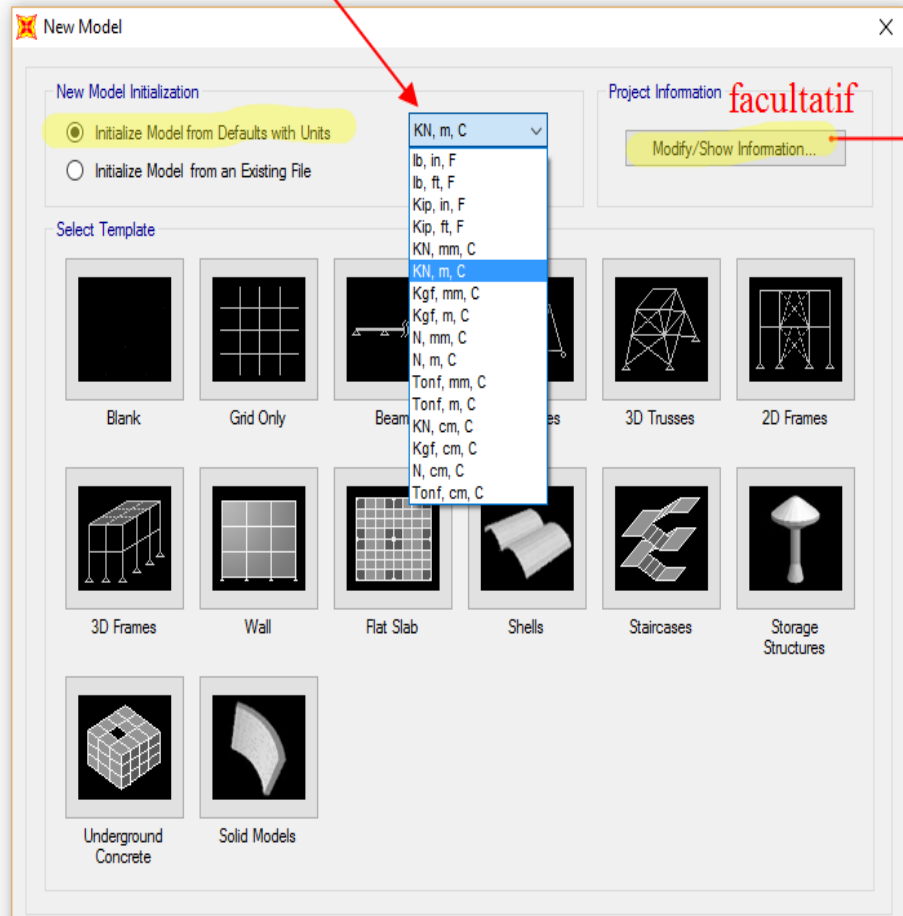 New Model
New Model Initialization
Project Information
facultatif
Initialize Model from Defaults with Units
KN, m, C
Modify/Show Information...
Initialize Model from an Existing File
lb, in, F
lb, ft, F
Kip, in, F
Kip, ft, F
KN, mm, C
KN, m, C
Kgf, mm, C
Kgf, m, C
N, mm, C
N, m, C
Tonf, mm, C
Tonf, m, C
KN, cm, C
Kgf, cm, C
N, cm, C
Tonf, cm, C
Select Template
Blank
Grid Only
Beam
es
3D Trusses
2D Frames
3D Frames
Wall
Flat Slab
Shells
Staircases
Storage
Structures
Underground
Concrete
Solid Models